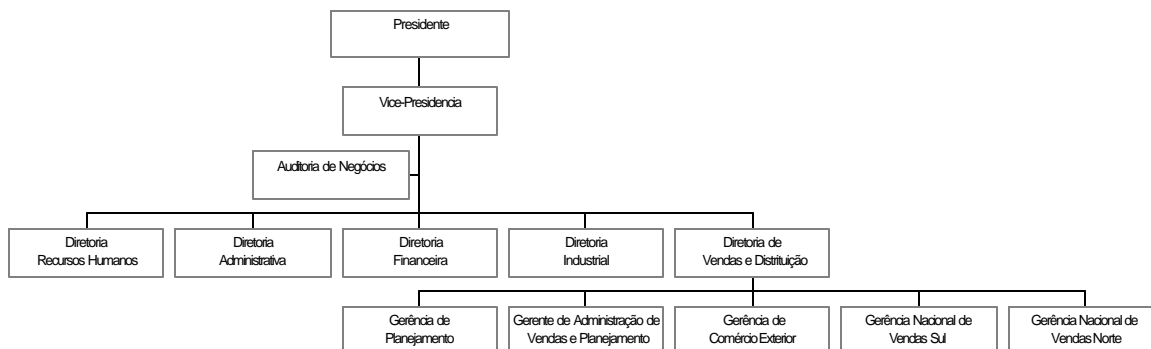 Presidente
Vice-Presidencia
Auditoria de Negócios
Diretoria
Recursos Humanos
Diretoria
Administrativa
Diretoria
Financeira
Diretoria
Industrial
Diretoria de
Vendas e Distrituição
Gerência de
Planejamento
Gerente de Administração de
Vendas e Planejamento
Gerência de
Comércio Exterior
Gerência Nacional de
Vendas Sul
Gerência Nacional de
Vendas Norte